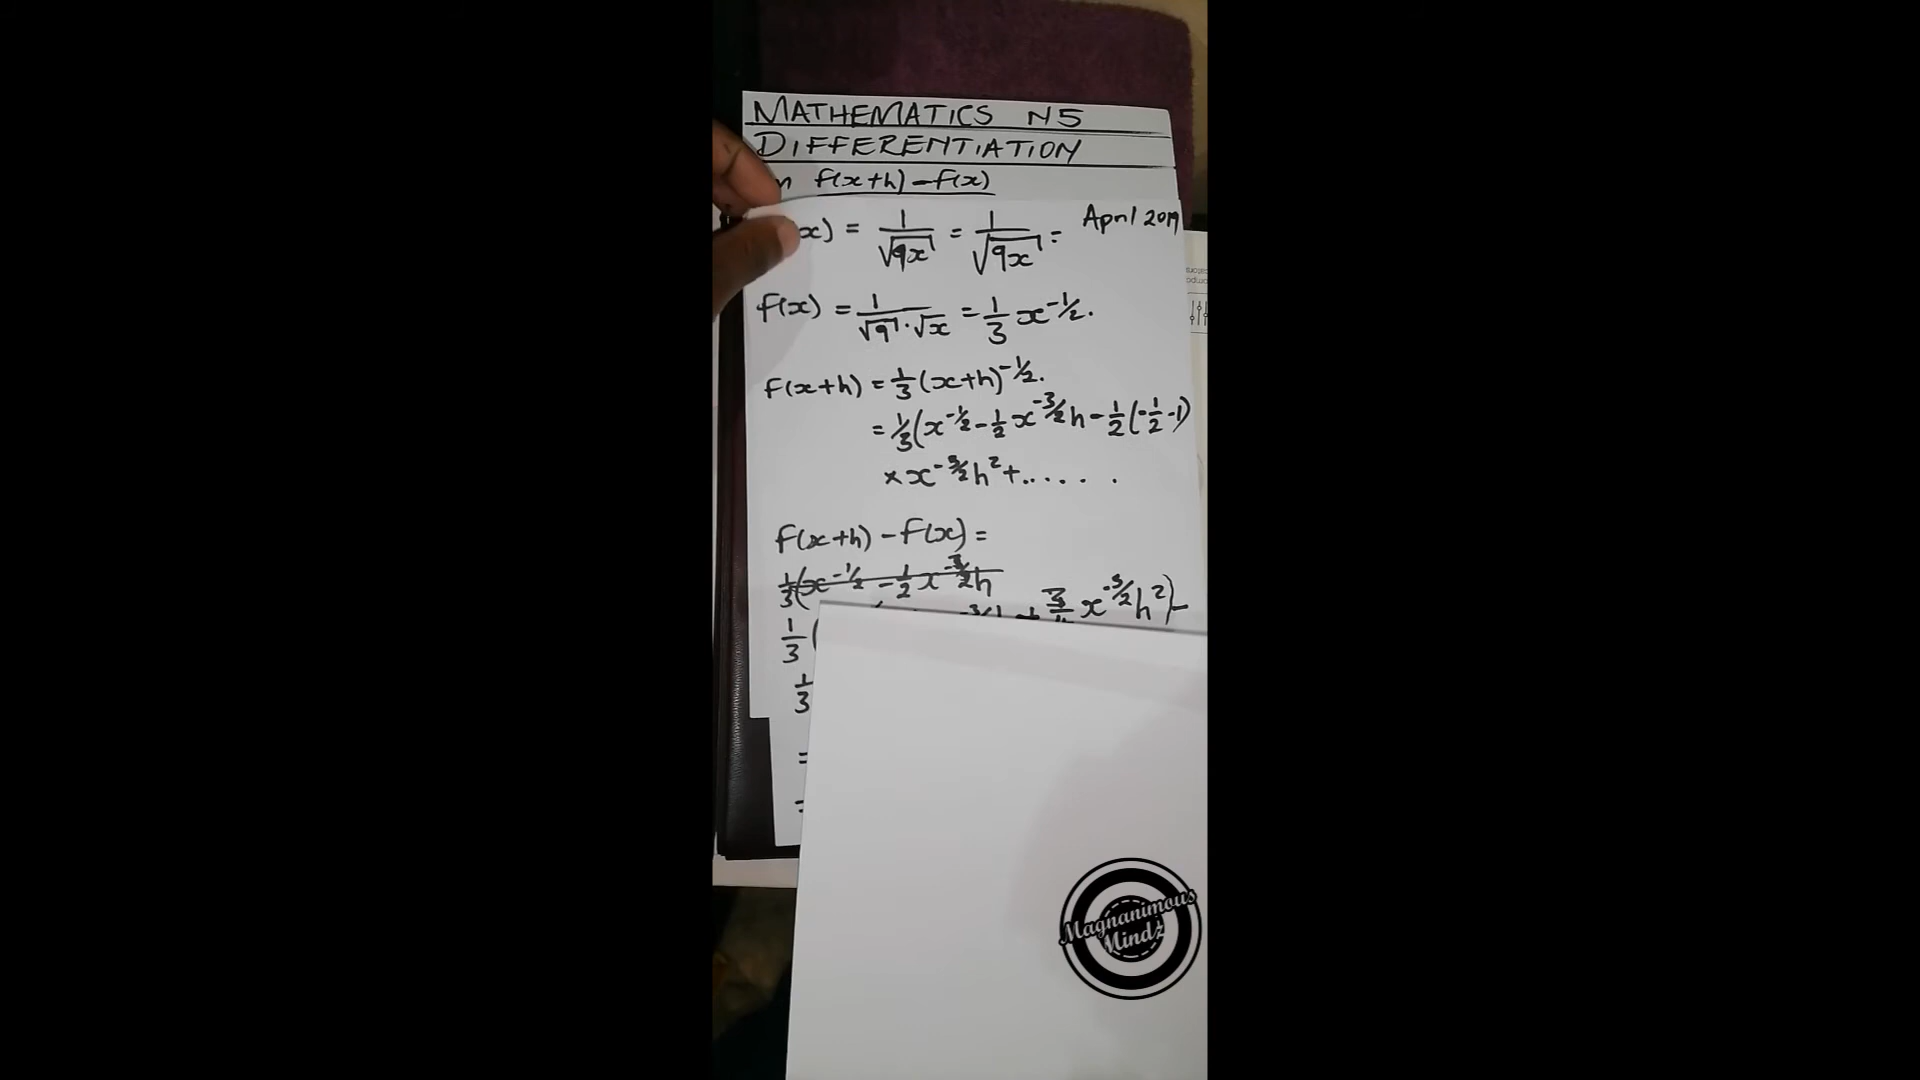 MATHEMATICS N5
DIFFERENTIATION
f(x+h)-f(x)
x) = 1/√9x = 1/√9x = April 2019
f(x) = 1/√9·√x = 1/3 x^-1/2.
f(x+h) = 1/3(x+h)^-1/2.
= 1/3(x^-1/2 - 1/2 x^-3/2 h - 1/2(-1/2-1)
× x^-5/2 h² + .....
f(x+h) - f(x) =
1/3(x^-1/2 - 1/2 x^-3/2 h
1/3 ( x^-5/2 h²)-
1/3
=
=
Magnanimous
Mindz